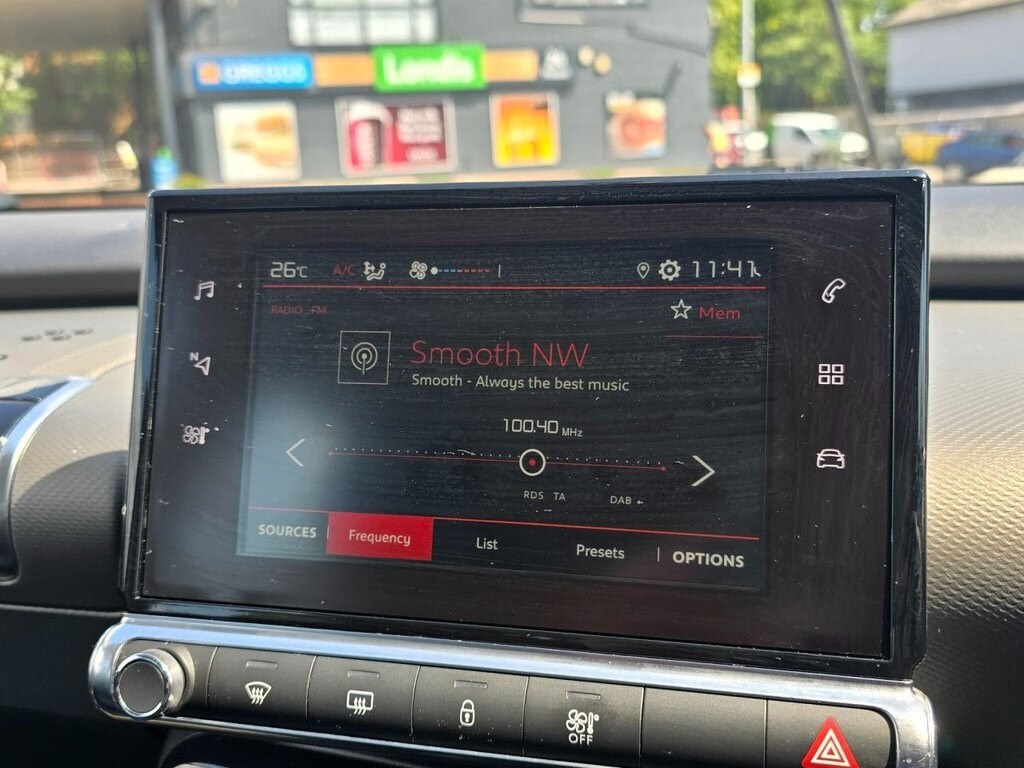 GREGGS
Londis
26°C A/C 11:41
RADIO FM
Mem
Smooth NW
Smooth - Always the best music
N
100.40 MHz
RDS TA DAB
SOURCES Frequency List Presets OPTIONS
OFF